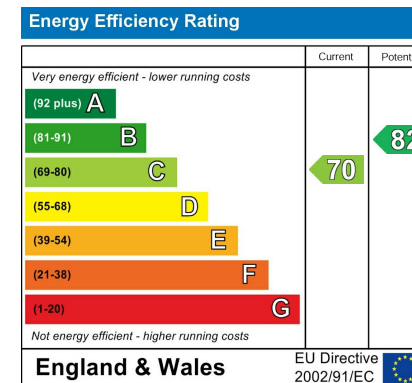 Energy Efficiency Rating
Current Potent
Very energy efficient - lower running costs
(92 plus) A
(81-91) B
82
(69-80) C
70
(55-68) D
(39-54) E
(21-38) F
(1-20) G
Not energy efficient - higher running costs
England & Wales
EU Directive
2002/91/EC